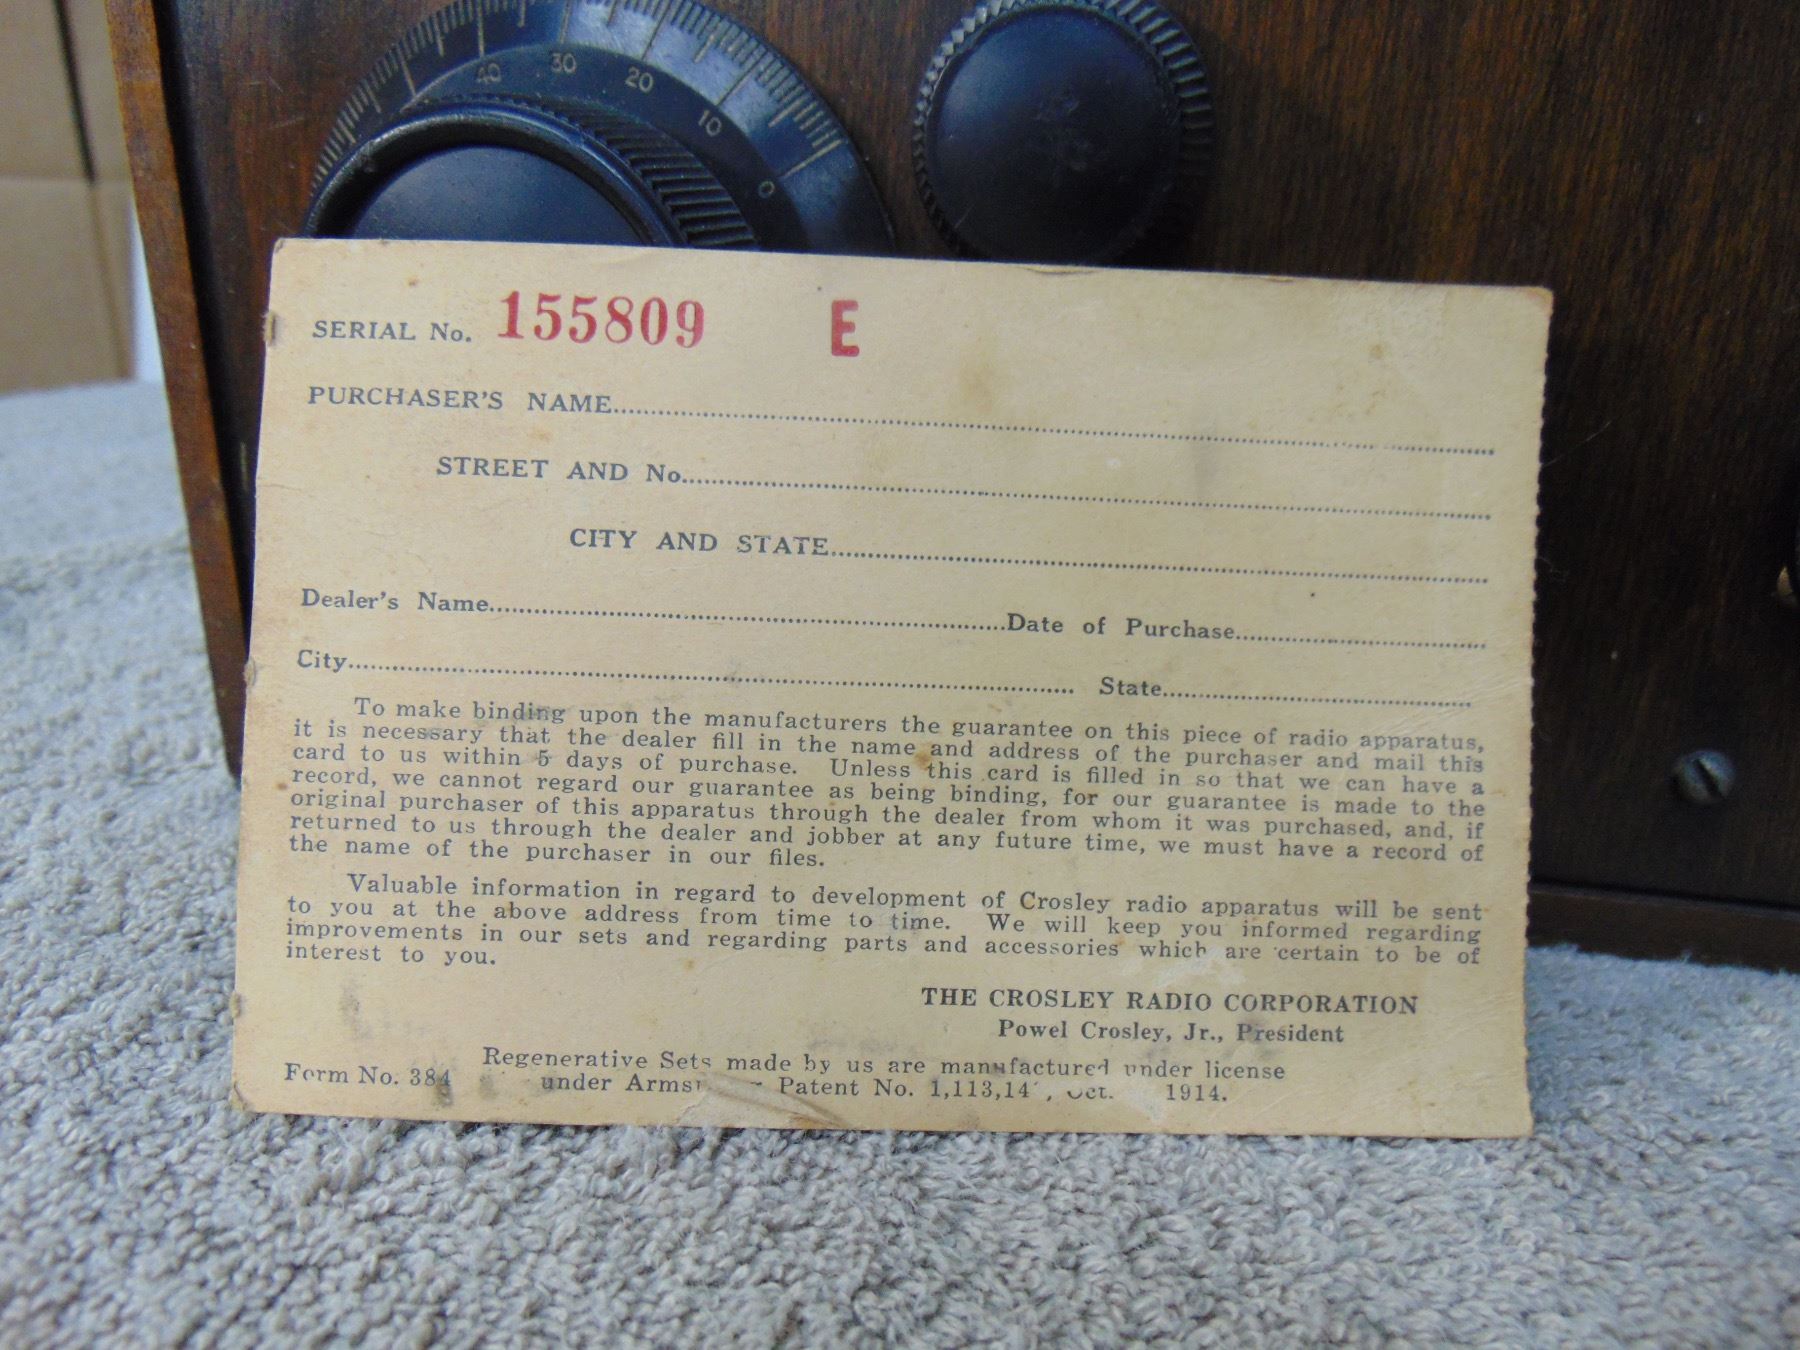 40 30 20 10 0
SERIAL No. 155809 E
PURCHASER'S NAME
STREET AND No.
CITY AND STATE
Dealer's Name Date of Purchase
City State
To make binding upon the manufacturers the guarantee on this piece of radio apparatus,
it is necessary that the dealer fill in the name and address of the purchaser and mail this
card to us within 5 days of purchase. Unless this card is filled in so that we can have a
record, we cannot regard our guarantee as being binding, for our guarantee is made to the
original purchaser of this apparatus through the dealer from whom it was purchased, and, if
returned to us through the dealer and jobber at any future time, we must have a record of
the name of the purchaser in our files.
Valuable information in regard to development of Crosley radio apparatus will be sent
to you at the above address from time to time. We will keep you informed regarding
improvements in our sets and regarding parts and accessories which are certain to be of
interest to you.
THE CROSLEY RADIO CORPORATION
Powel Crosley, Jr., President
Form No. 384
Regenerative Sets made by us are manufactured under license
under Patent No. Oct. 1914.